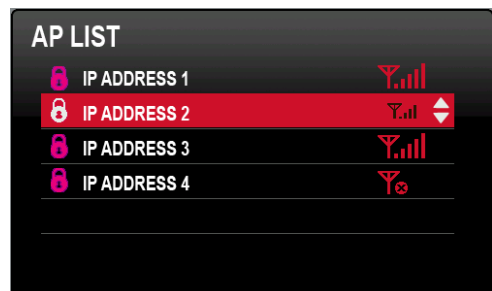 AP LIST
IP ADDRESS 1
IP ADDRESS 2
IP ADDRESS 3
IP ADDRESS 4